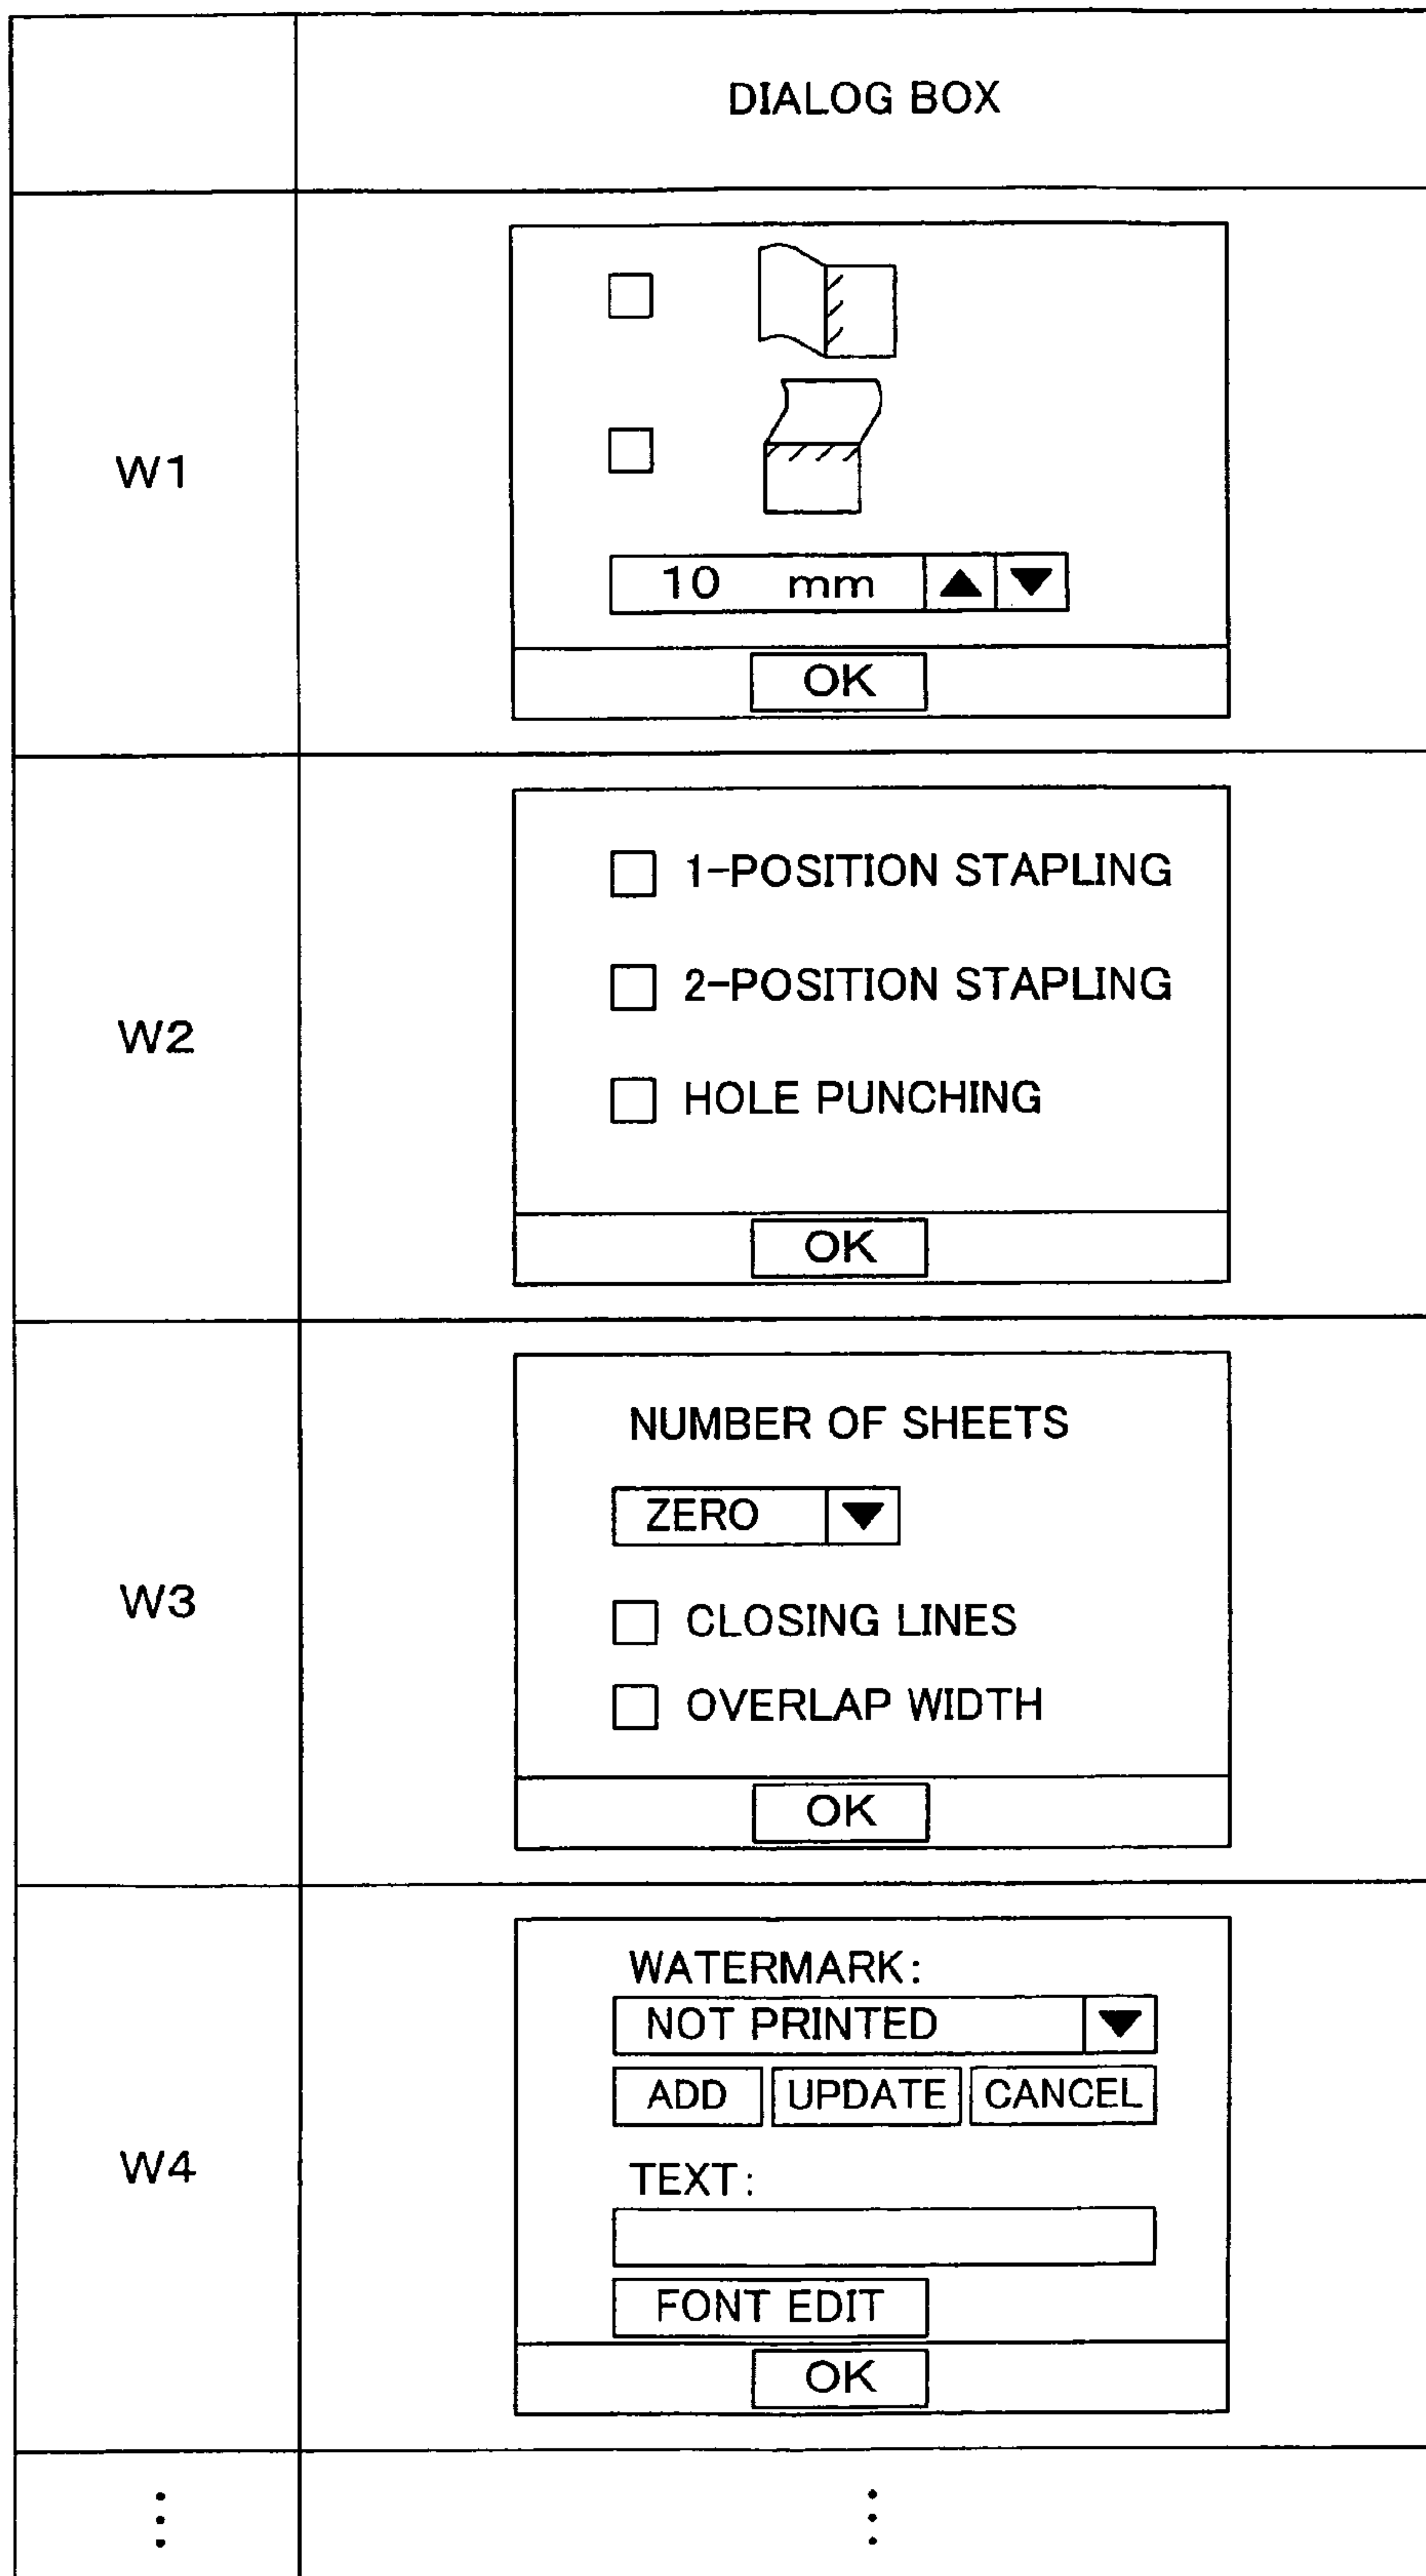 DIALOG BOX
W1
10 mm
OK
W2
1-POSITION STAPLING
2-POSITION STAPLING
HOLE PUNCHING
OK
W3
NUMBER OF SHEETS
ZERO
CLOSING LINES
OVERLAP WIDTH
OK
W4
WATERMARK:
NOT PRINTED
ADD UPDATE CANCEL
TEXT:
FONT EDIT
OK